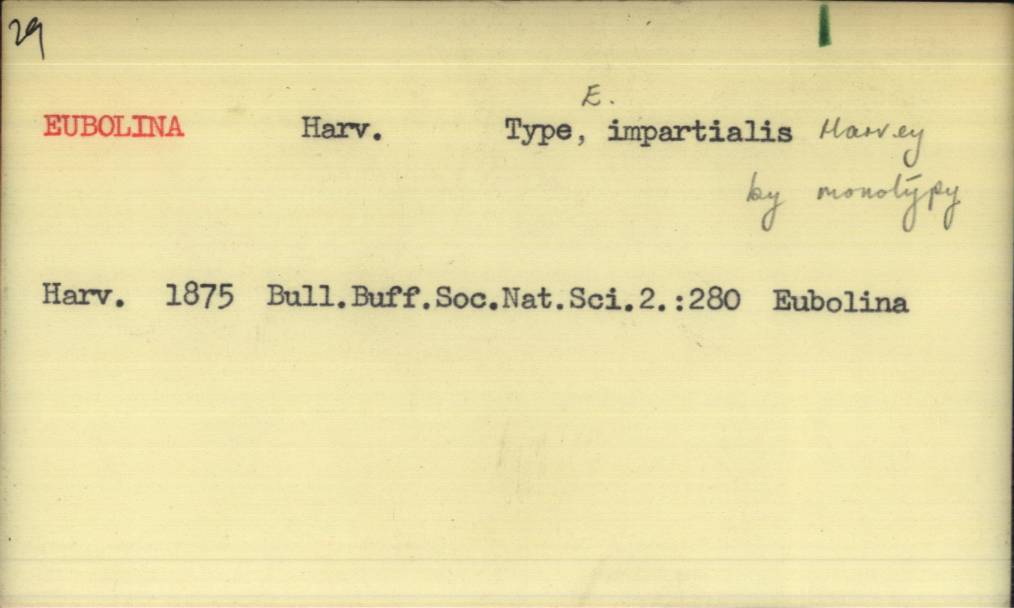 29
EUBOLINA Harv. Type, E. impartialis Harvey
by monotypy
Harv. 1875 Bull.Buff.Soc.Nat.Sci.2.:280 Eubolina